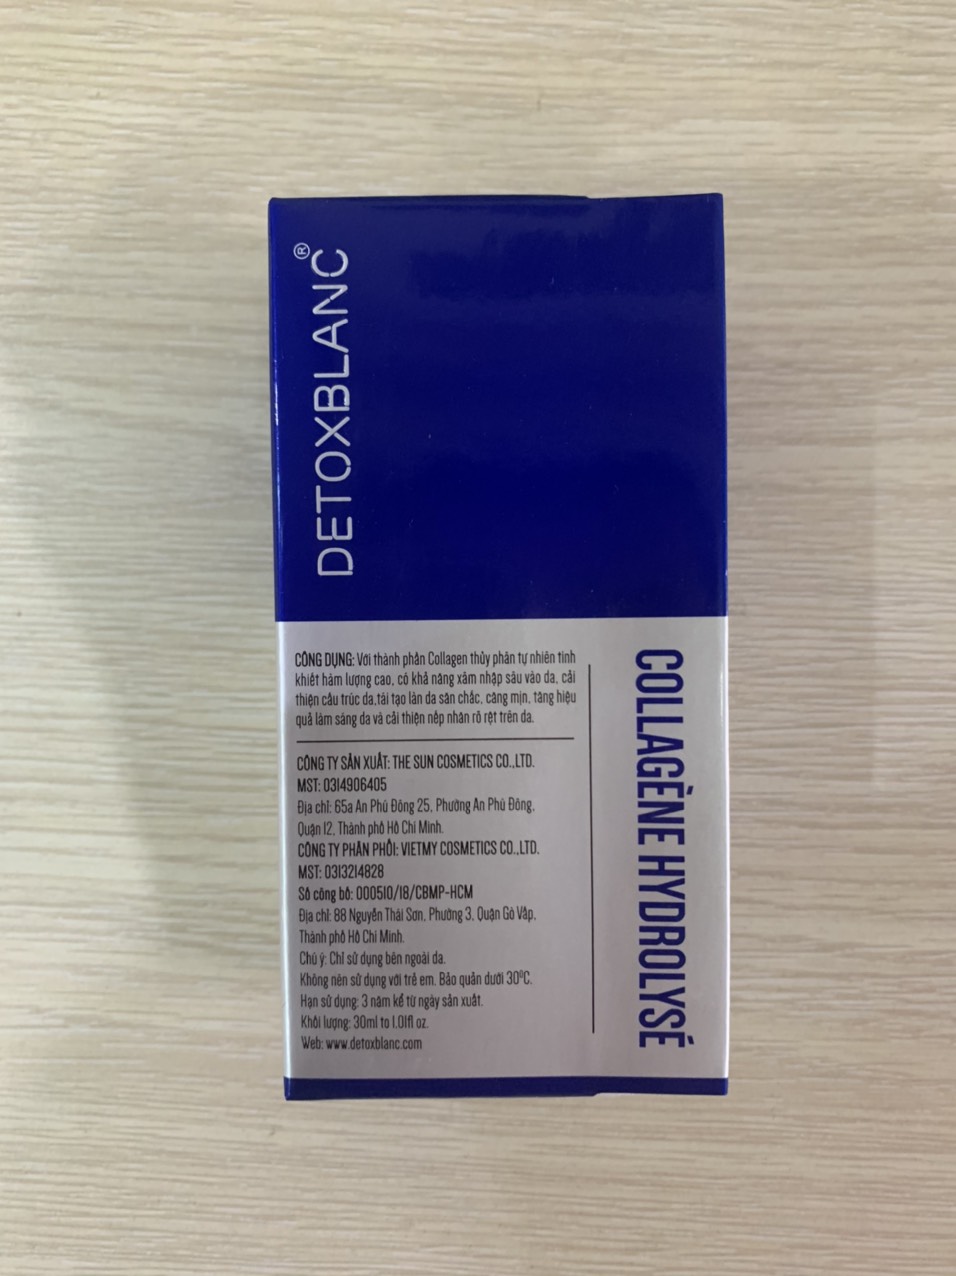 DETOXBLANC®
CÔNG DỤNG: Với thành phần Collagen thủy phân tự nhiên tinh
khiết hàm lượng cao, có khả năng xâm nhập sâu vào da, cải
thiện cấu trúc da,tái tạo làn da săn chắc, căng mịn, tăng hiệu
quả làm sáng da và cải thiện nếp nhăn rõ rệt trên da.
CÔNG TY SẢN XUẤT: THE SUN COSMETICS CO.,LTD.
MST: 0314906405
Địa chỉ: 65a An Phú Đông 25, Phường An Phú Đông,
Quận 12, Thành phố Hồ Chí Minh.
CÔNG TY PHÂN PHỐI: VIETMY COSMETICS CO.,LTD.
MST: 0313214828
Số công bố: 000510/18/CBMP-HCM
Địa chỉ: 88 Nguyễn Thái Sơn, Phường 3, Quận Gò Vấp,
Thành phố Hồ Chí Minh.
Chú ý: Chỉ sử dụng bên ngoài da.
Không nên sử dụng với trẻ em. Bảo quản dưới 30°C.
Hạn sử dụng: 3 năm kể từ ngày sản xuất.
Khối lượng: 30ml to 1.01fl oz.
Web: www.detoxblanc.com
COLLAGÈNE HYDROLYSÉ